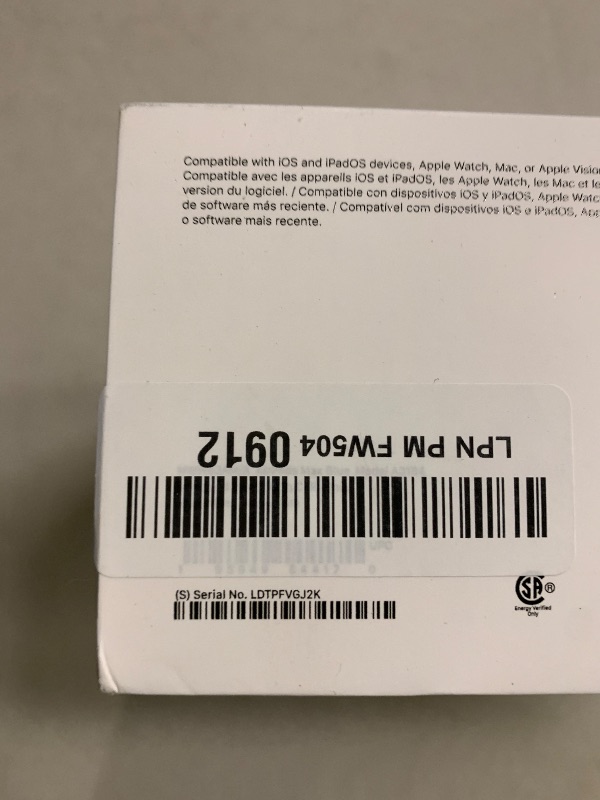 Compatible with iOS and iPadOS devices, Apple Watch, Mac, or Apple Vision
Compatible avec les appareils iOS et iPadOS, les Apple Watch, les Mac et le
version du logiciel. / Compatible con dispositivos iOS y iPadOS, Apple Watc
de software más reciente. / Compatível com dispositivos iOS e iPadOS, App
o software mais recente.
LPN PM FW504 0912
(S) Serial No. LDTPFVGJ2K
SA ®
Energy Verified
Only